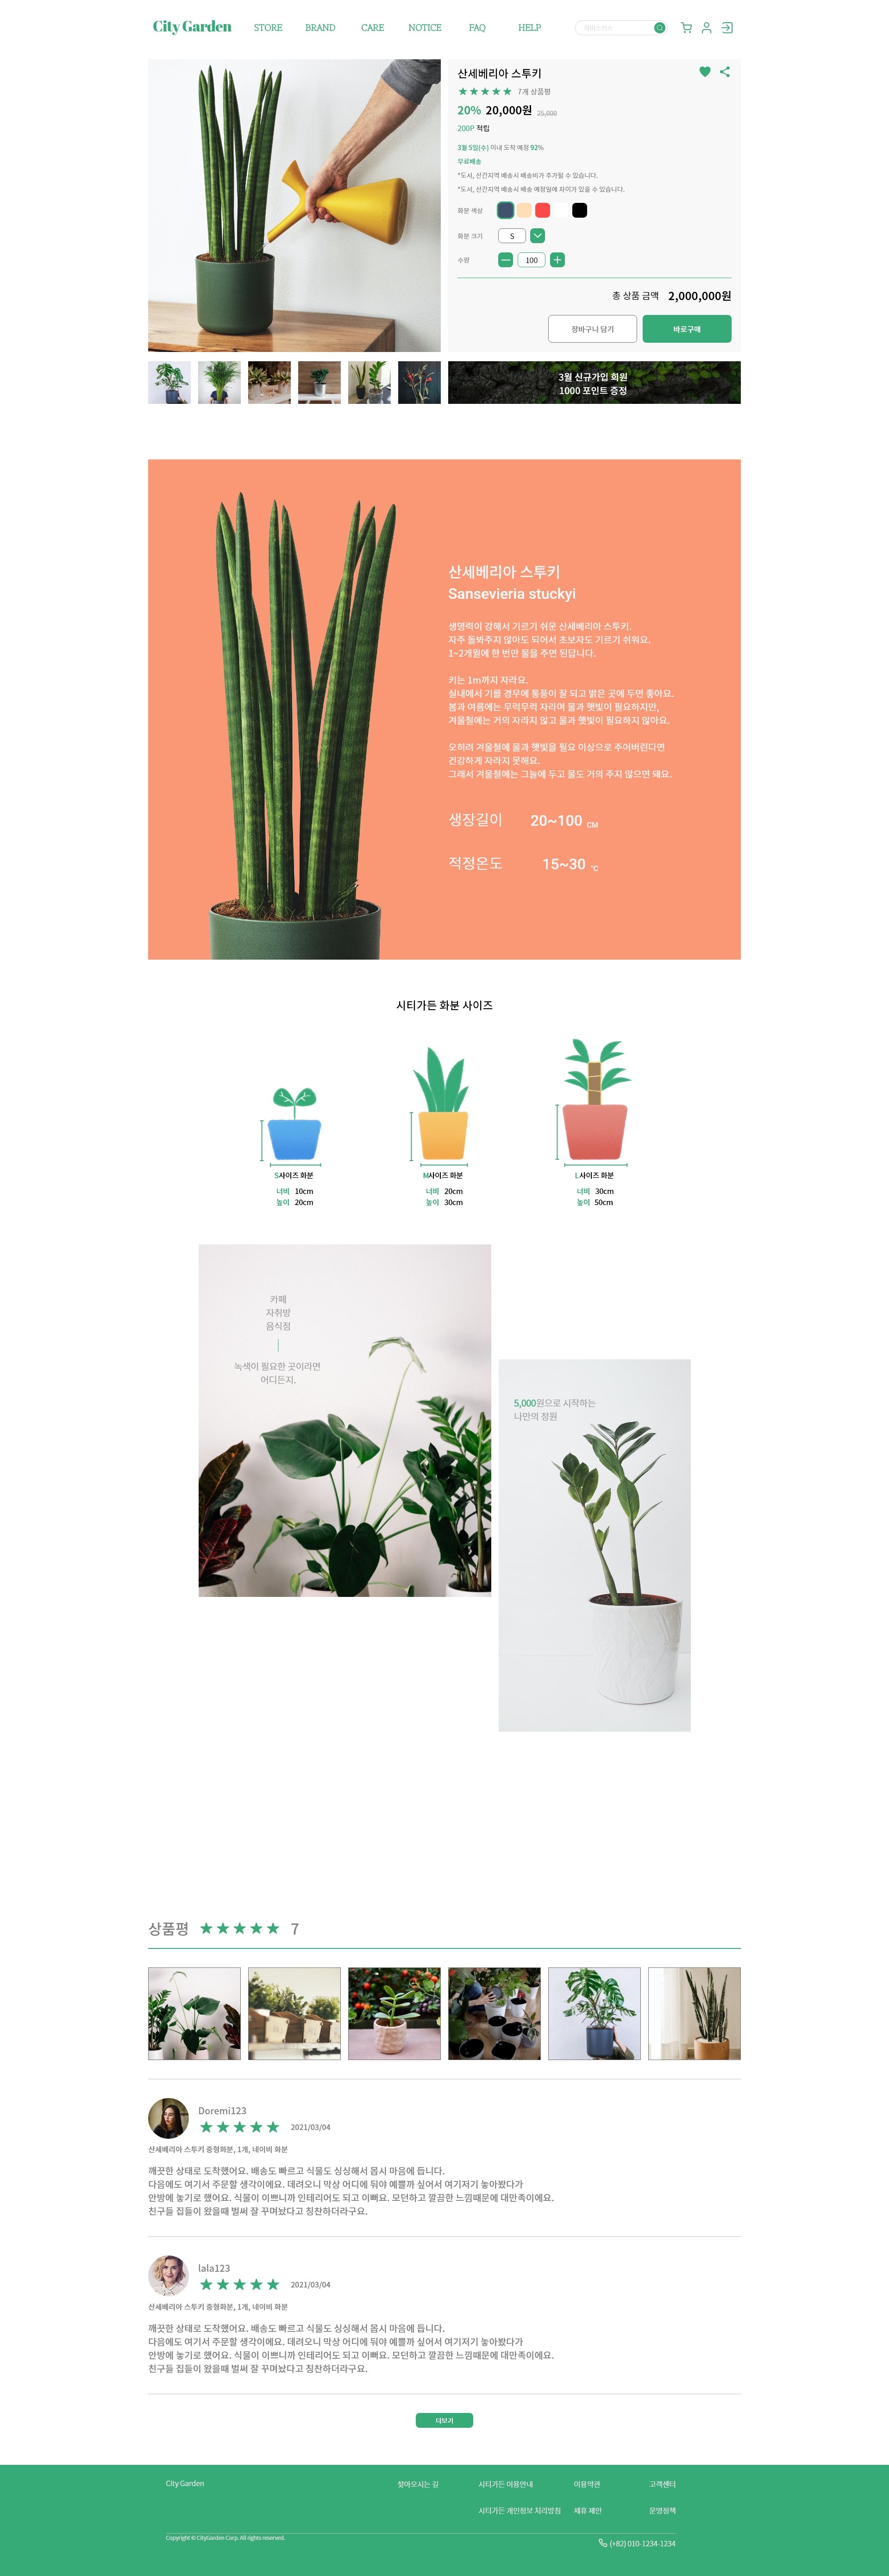 City Garden
STORE
BRAND
CARE
NOTICE
FAQ
HELP
산세베리아 스투키
7개 상품평
20% 20,000원 25,000
200P 적립
3월 5일(수) 이내 도착 예정 92%
무료배송
*도서, 산간지역 배송시 배송비가 추가될 수 있습니다.
*도서, 산간지역 배송시 배송 예정일에 차이가 있을 수 있습니다.
화분 색상
화분 크기
S
수량
100
총 상품 금액 2,000,000원
장바구니 담기
바로구매
3월 신규가입 회원
1000 포인트 증정
산세베리아 스투키
Sansevieria stuckyi
생명력이 강해서 기르기 쉬운 산세베리아 스투키.
자주 돌봐주지 않아도 되어서 초보자도 기르기 쉬워요.
1~2개월에 한 번만 물을 주면 된답니다.
키는 1m까지 자라요.
실내에서 기를 경우에 통풍이 잘 되고 밝은 곳에 두면 좋아요.
봄과 여름에는 무럭무럭 자라며 물과 햇빛이 필요하지만,
겨울철에는 거의 자라지 않고 물과 햇빛이 필요하지 않아요.
오히려 겨울철에 물과 햇빛을 필요 이상으로 주어버린다면
건강하게 자라지 못해요.
그래서 겨울철에는 그늘에 두고 물도 거의 주지 않으면 돼요.
생장길이 20~100 CM
적정온도 15~30 °C
시티가든 화분 사이즈
S사이즈 화분
너비 10cm
높이 20cm
M사이즈 화분
너비 20cm
높이 30cm
L사이즈 화분
너비 30cm
높이 50cm
카페
자취방
음식점
녹색이 필요한 곳이라면
어디든지.
5,000원으로 시작하는
나만의 정원
상품평 7
Doremi123
2021/03/04
산세베리아 스투키 중형화분, 1개, 네이비 화분
깨끗한 상태로 도착했어요. 배송도 빠르고 식물도 싱싱해서 몹시 마음에 듭니다.
다음에도 여기서 주문할 생각이에요. 데려오니 막상 어디에 둬야 예쁠까 싶어서 여기저기 놓아봤다가
안방에 놓기로 했어요. 식물이 이쁘니까 인테리어도 되고 이뻐요. 모던하고 깔끔한 느낌때문에 대만족이에요.
친구들 집들이 왔을때 벌써 잘 꾸며놨다고 칭찬하더라구요.
lala123
2021/03/04
산세베리아 스투키 중형화분, 1개, 네이비 화분
깨끗한 상태로 도착했어요. 배송도 빠르고 식물도 싱싱해서 몹시 마음에 듭니다.
다음에도 여기서 주문할 생각이에요. 데려오니 막상 어디에 둬야 예쁠까 싶어서 여기저기 놓아봤다가
안방에 놓기로 했어요. 식물이 이쁘니까 인테리어도 되고 이뻐요. 모던하고 깔끔한 느낌때문에 대만족이에요.
친구들 집들이 왔을때 벌써 잘 꾸며놨다고 칭찬하더라구요.
더보기
City Garden
찾아오시는 길
시티가든 이용안내
이용약관
고객센터
시티가든 개인정보 처리방침
제휴 제안
운영정책
Copyright © CityGarden Corp. All rights reserved.
(+82) 010-1234-1234